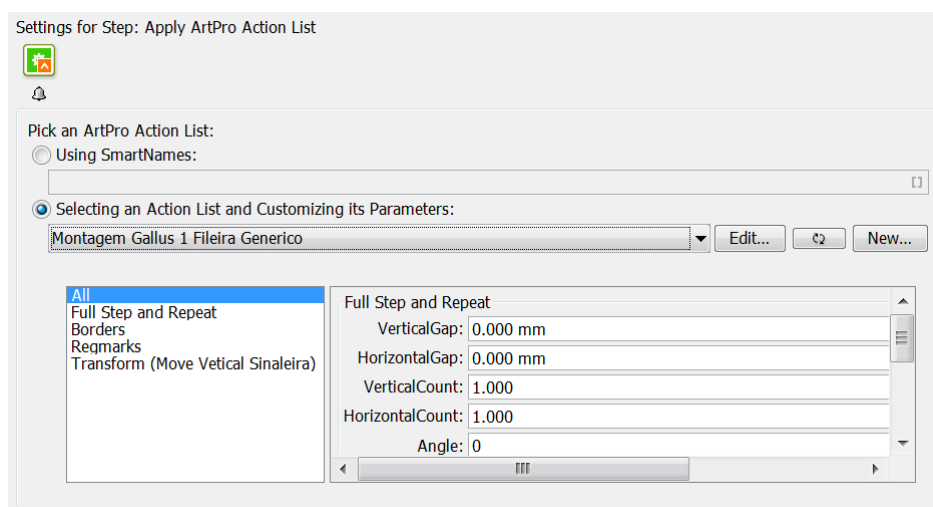 Settings for Step: Apply ArtPro Action List
Pick an ArtPro Action List:
Using SmartNames:
[]
Selecting an Action List and Customizing its Parameters:
Montagem Gallus 1 Fileira Generico
Edit...
New...
All
Full Step and Repeat
Borders
Regmarks
Transform (Move Vetical Sinaleira)
Full Step and Repeat
VerticalGap: 0.000 mm
HorizontalGap: 0.000 mm
VerticalCount: 1.000
HorizontalCount: 1.000
Angle: 0